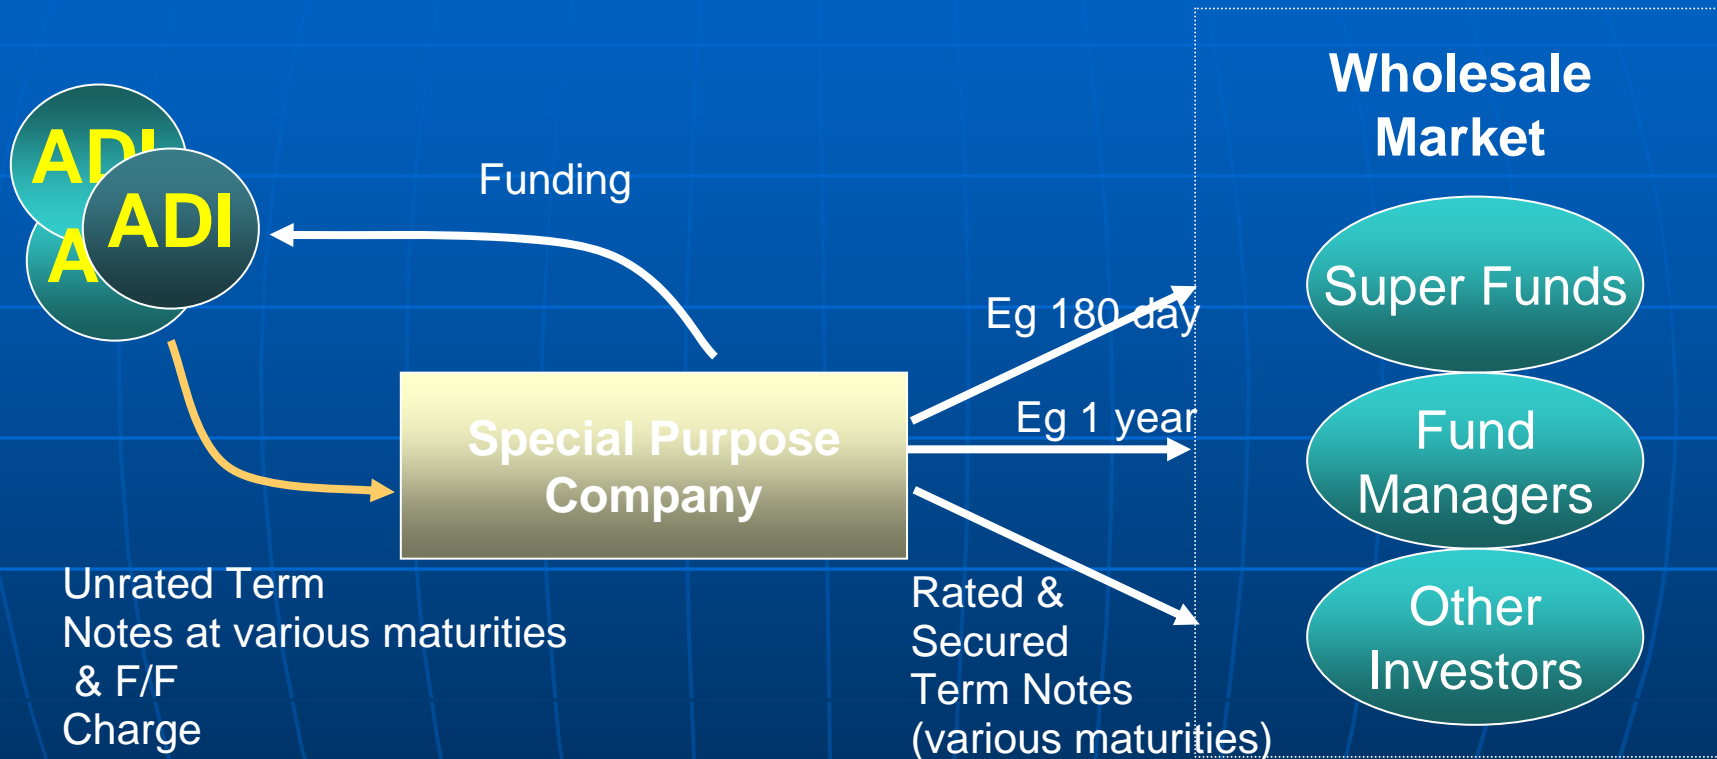 Wholesale
Market
ADI
ADI
A
Funding
Super Funds
Eg 180 day
Eg 1 year
Special Purpose
Company
Fund
Managers
Unrated Term
Notes at various maturities
& F/F
Charge
Rated &
Secured
Term Notes
(various maturities)
Other
Investors